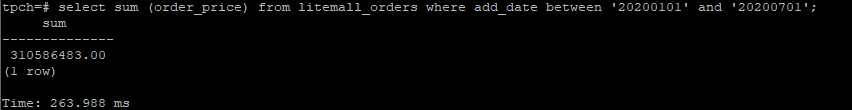 tpch=# select sum (order_price) from litemall_orders where add_date between '20200101' and '20200701';
sum
--------------
310586483.00
(1 row)
Time: 263.988 ms